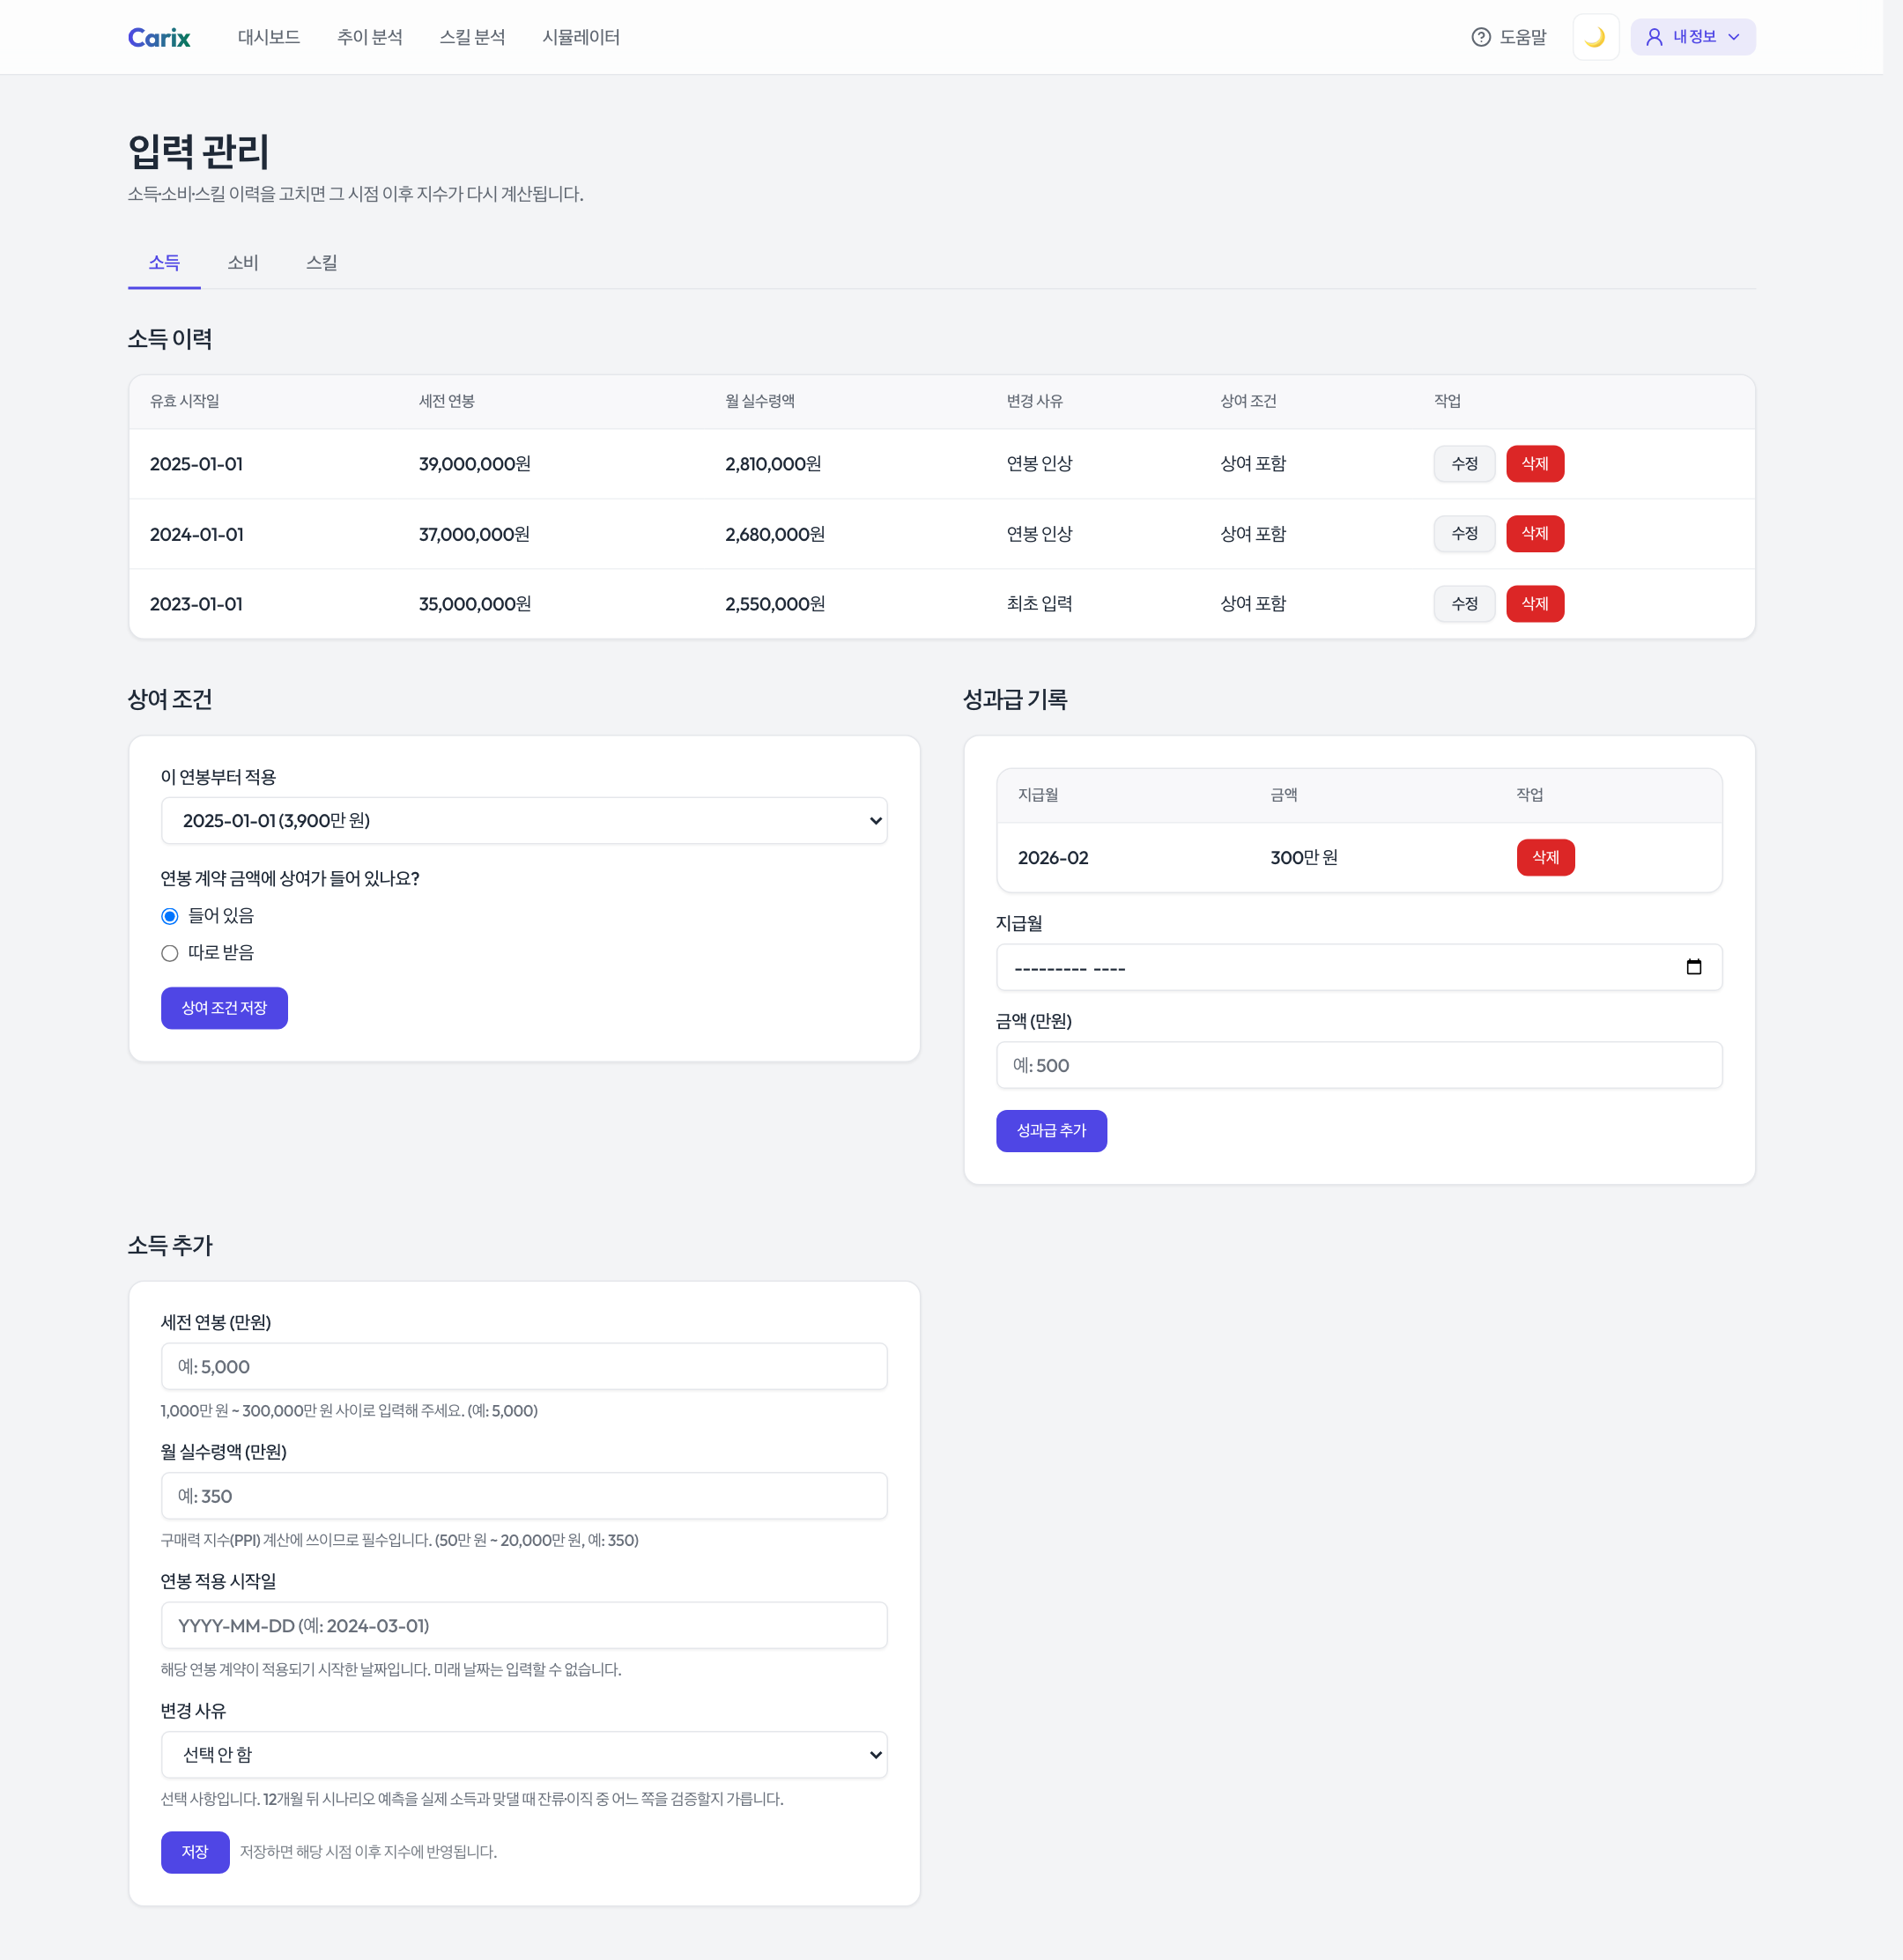 Carix
대시보드
추이 분석
스킬 분석
시뮬레이터
도움말
내 정보
입력 관리
소득·소비·스킬 이력을 고치면 그 시점 이후 지수가 다시 계산됩니다.
소득
소비
스킬
소득 이력
유효 시작일 세전 연봉 월 실수령액 변경 사유 상여 조건 작업
2025-01-01 39,000,000원 2,810,000원 연봉 인상 상여 포함 수정 삭제
2024-01-01 37,000,000원 2,680,000원 연봉 인상 상여 포함 수정 삭제
2023-01-01 35,000,000원 2,550,000원 최초 입력 상여 포함 수정 삭제
상여 조건
이 연봉부터 적용
2025-01-01 (3,900만 원)
연봉 계약 금액에 상여가 들어 있나요?
들어 있음
따로 받음
상여 조건 저장
성과급 기록
지급월 금액 작업
2026-02 300만 원 삭제
지급월
--------- ----
금액 (만원)
예: 500
성과급 추가
소득 추가
세전 연봉 (만원)
예: 5,000
1,000만 원 ~ 300,000만 원 사이로 입력해 주세요. (예: 5,000)
월 실수령액 (만원)
예: 350
구매력 지수(PPI) 계산에 쓰이므로 필수입니다. (50만 원 ~ 20,000만 원, 예: 350)
연봉 적용 시작일
YYYY-MM-DD (예: 2024-03-01)
해당 연봉 계약이 적용되기 시작한 날짜입니다. 미래 날짜는 입력할 수 없습니다.
변경 사유
선택 안 함
선택 사항입니다. 12개월 뒤 시나리오 예측을 실제 소득과 맞댈 때 잔류·이직 중 어느 쪽을 검증할지 가릅니다.
저장 저장하면 해당 시점 이후 지수에 반영됩니다.